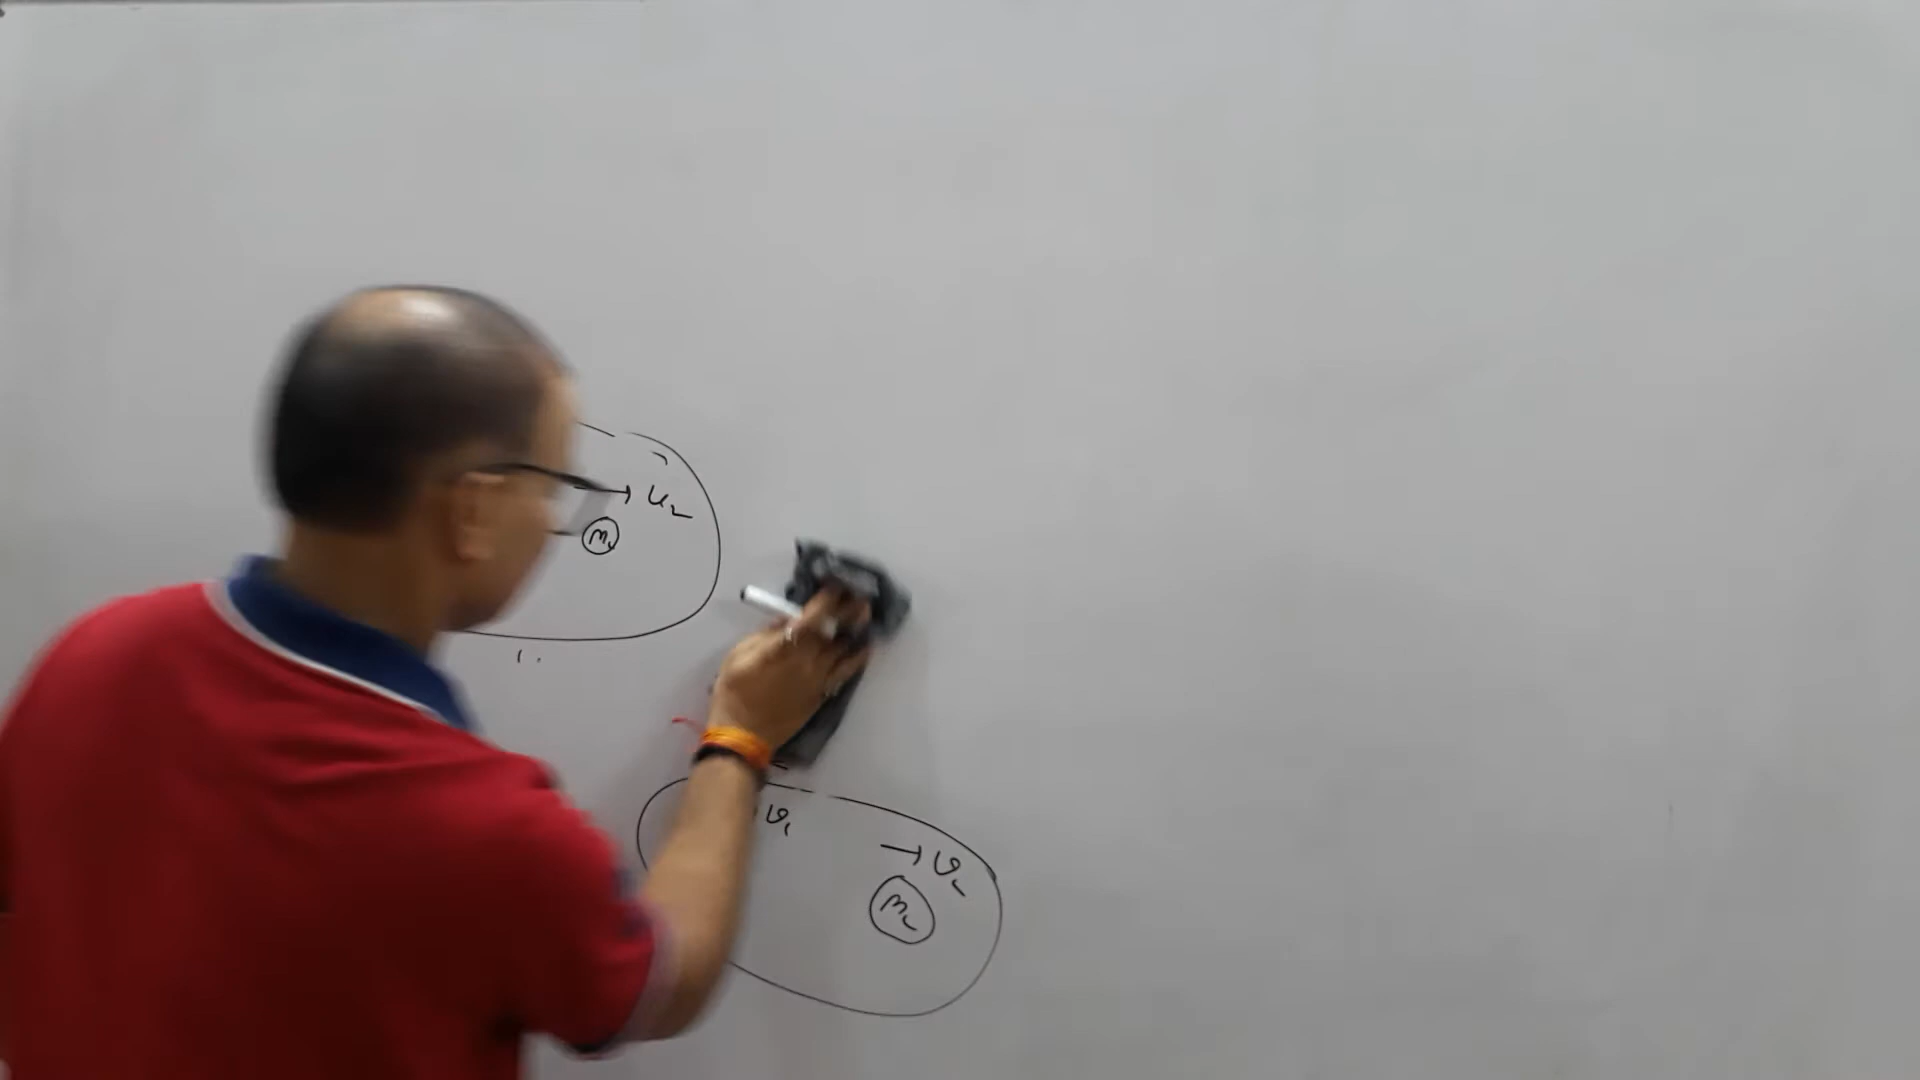 → u₂
m₂
v₁
→ v₂
m₂